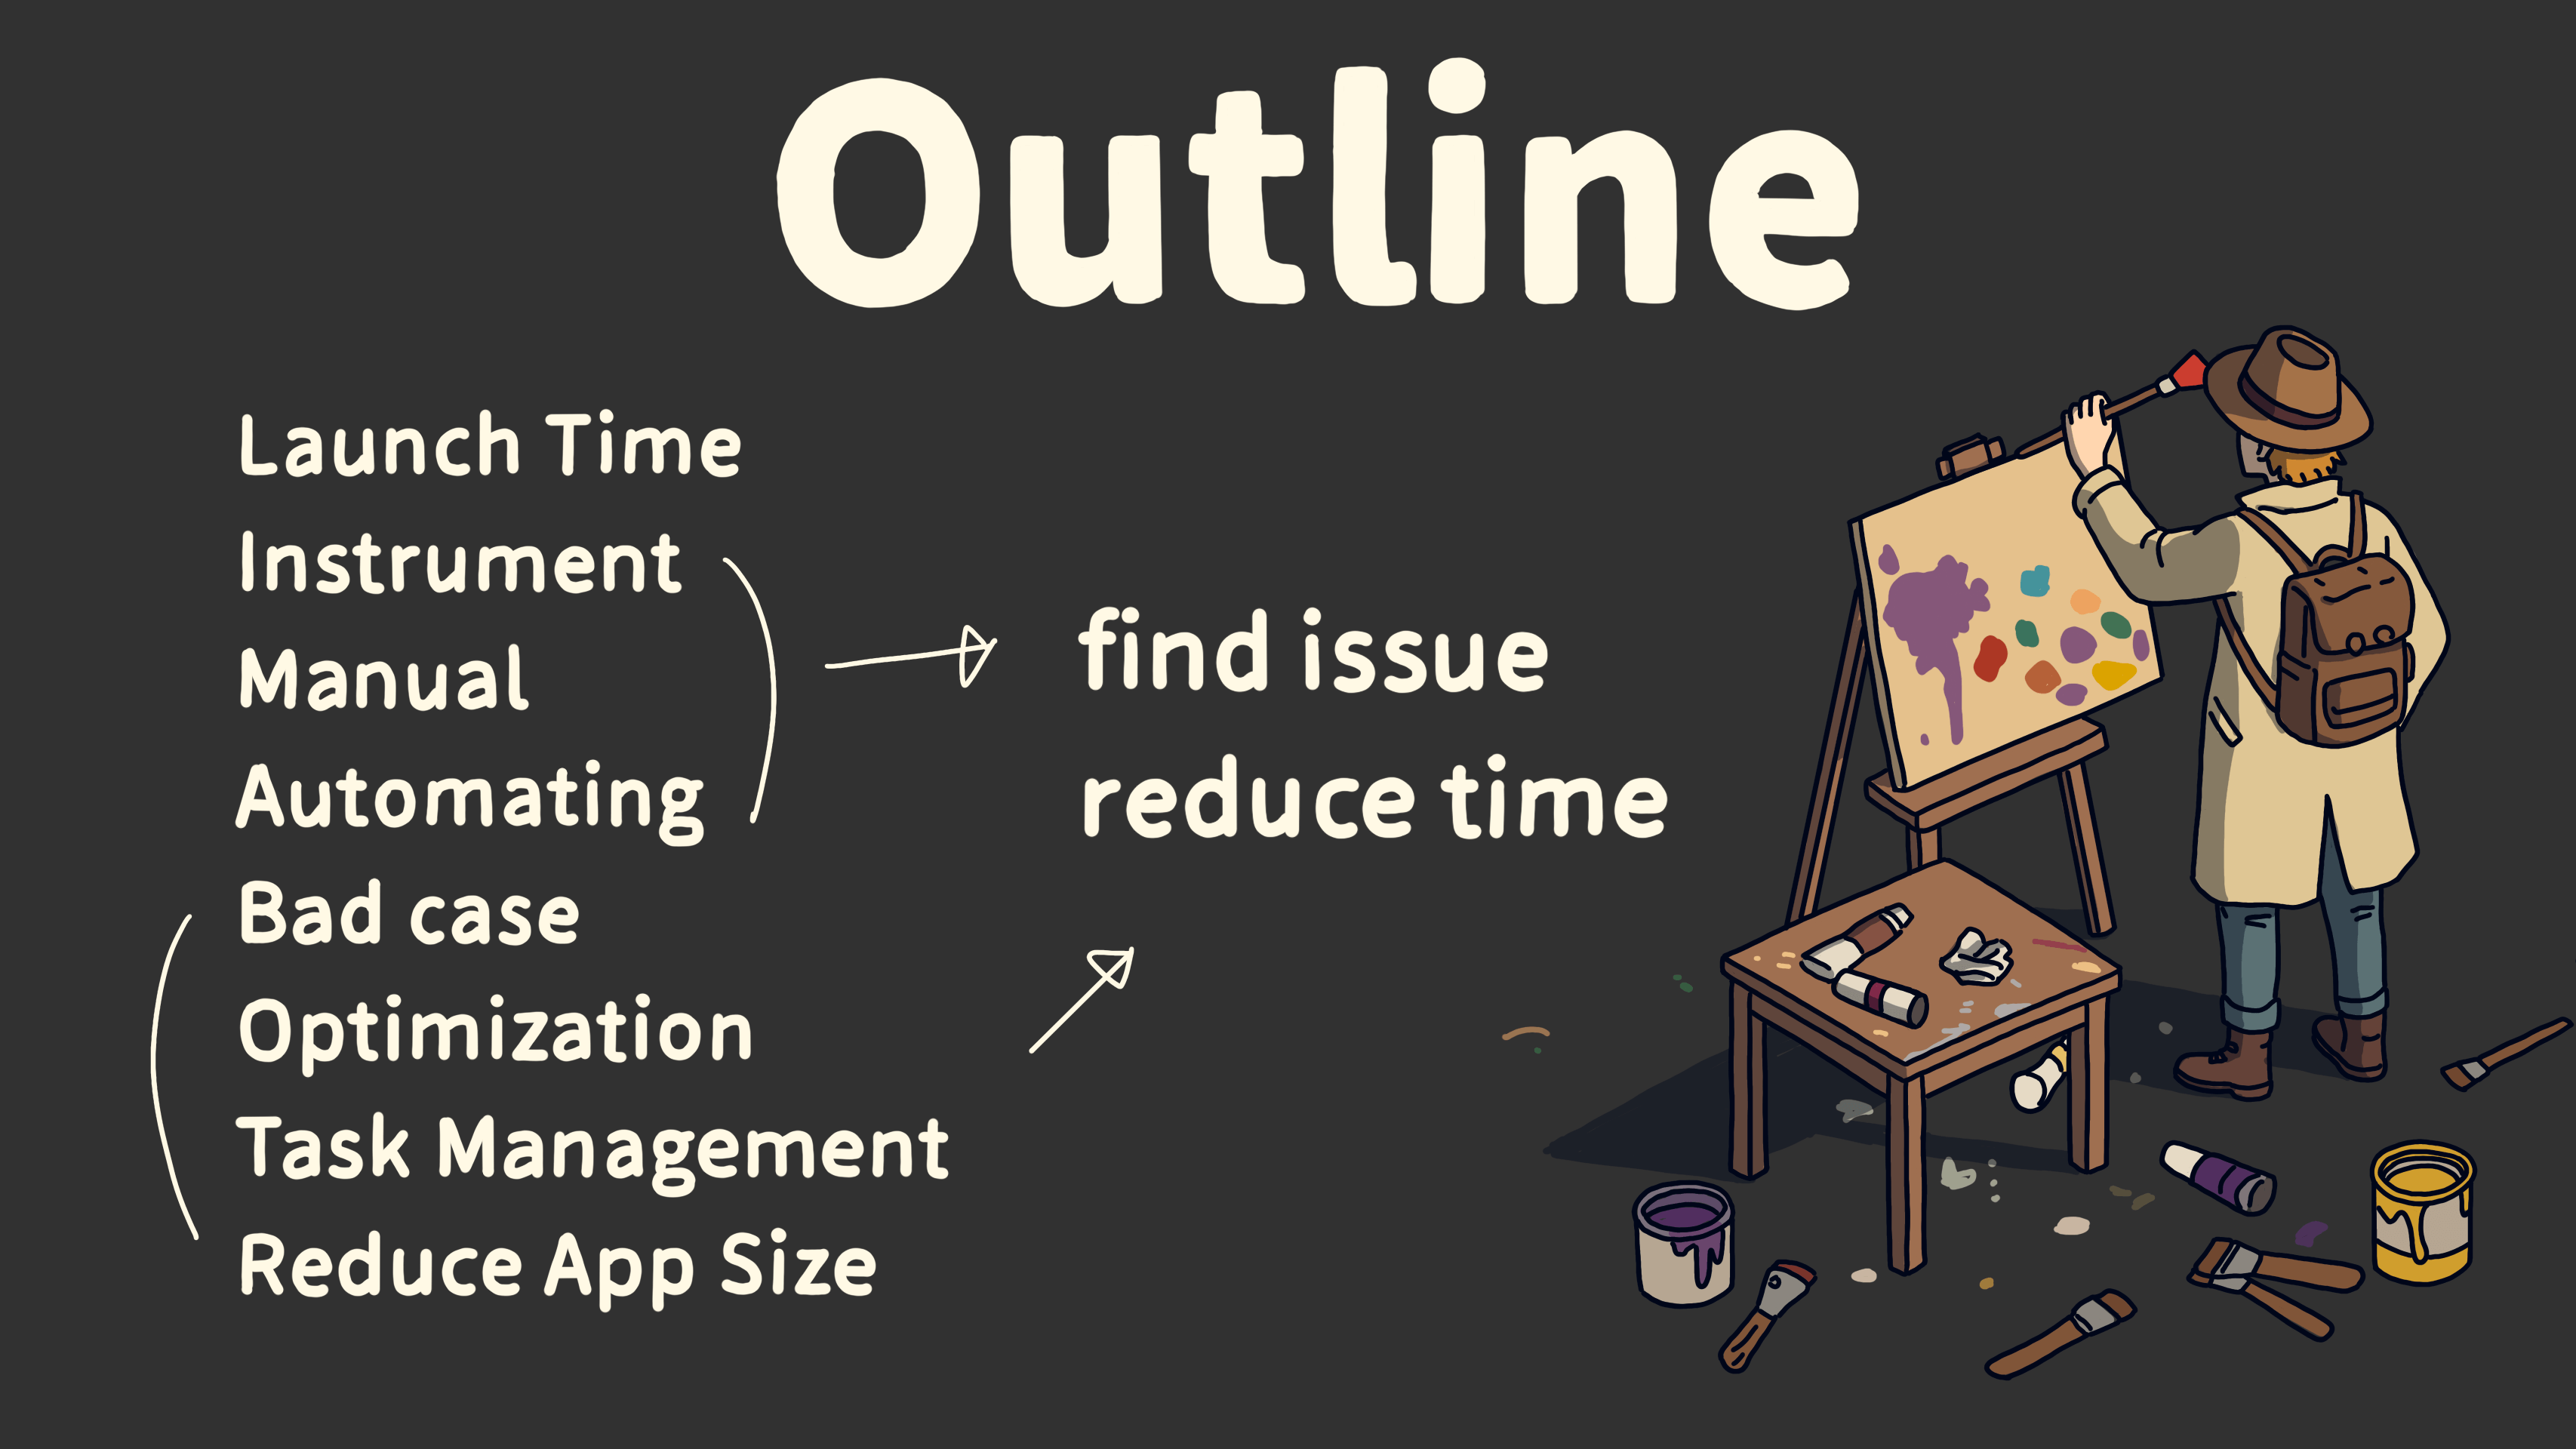 Outline
Launch Time
Instrument
Manual
Automating
Bad case
Optimization
Task Management
Reduce App Size
find issue
reduce time